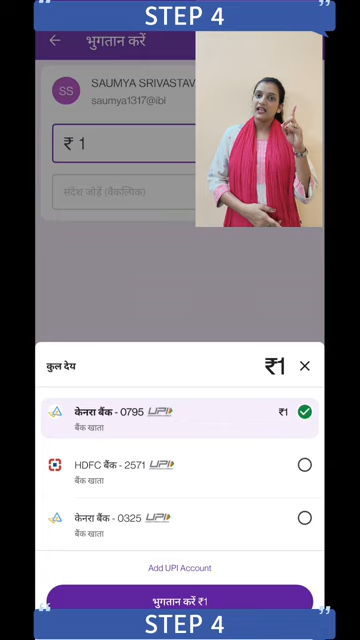 STEP 4
भुगतान करें
SS
SAUMYA SRIVASTAV
saumya1317@ibl
₹ 1
संदेश जोड़ें (वैकल्पिक)
कुल देय
₹1
केनरा बैंक - 0795 UPI
₹1
बैंक खाता
HDFC बैंक - 2571 UPI
बैंक खाता
केनरा बैंक - 0325 UPI
बैंक खाता
Add UPI Account
भुगतान करें ₹1
STEP 4